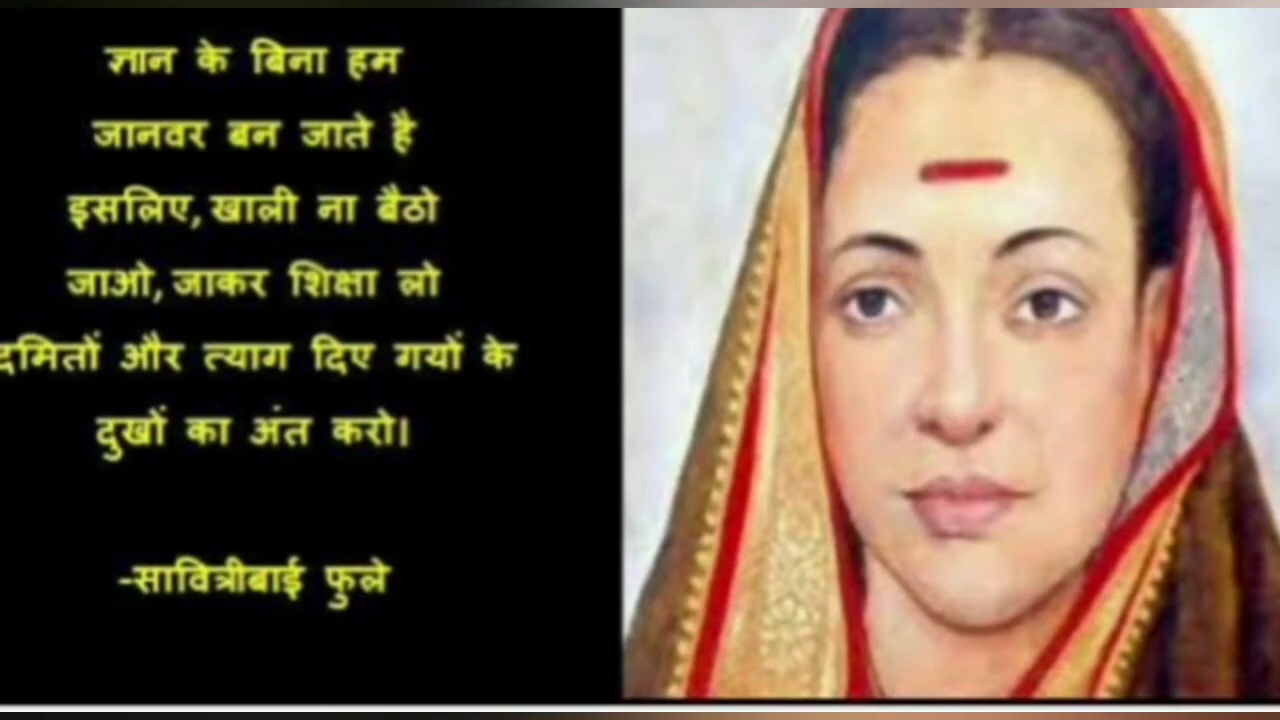 ज्ञान के बिना हम
जानवर बन जाते है
इसलिए, खाली ना बैठो
जाओ, जाकर शिक्षा लो
दमितों और त्याग दिए गयों के
दुखों का अंत करो।
-सावित्रीबाई फुले